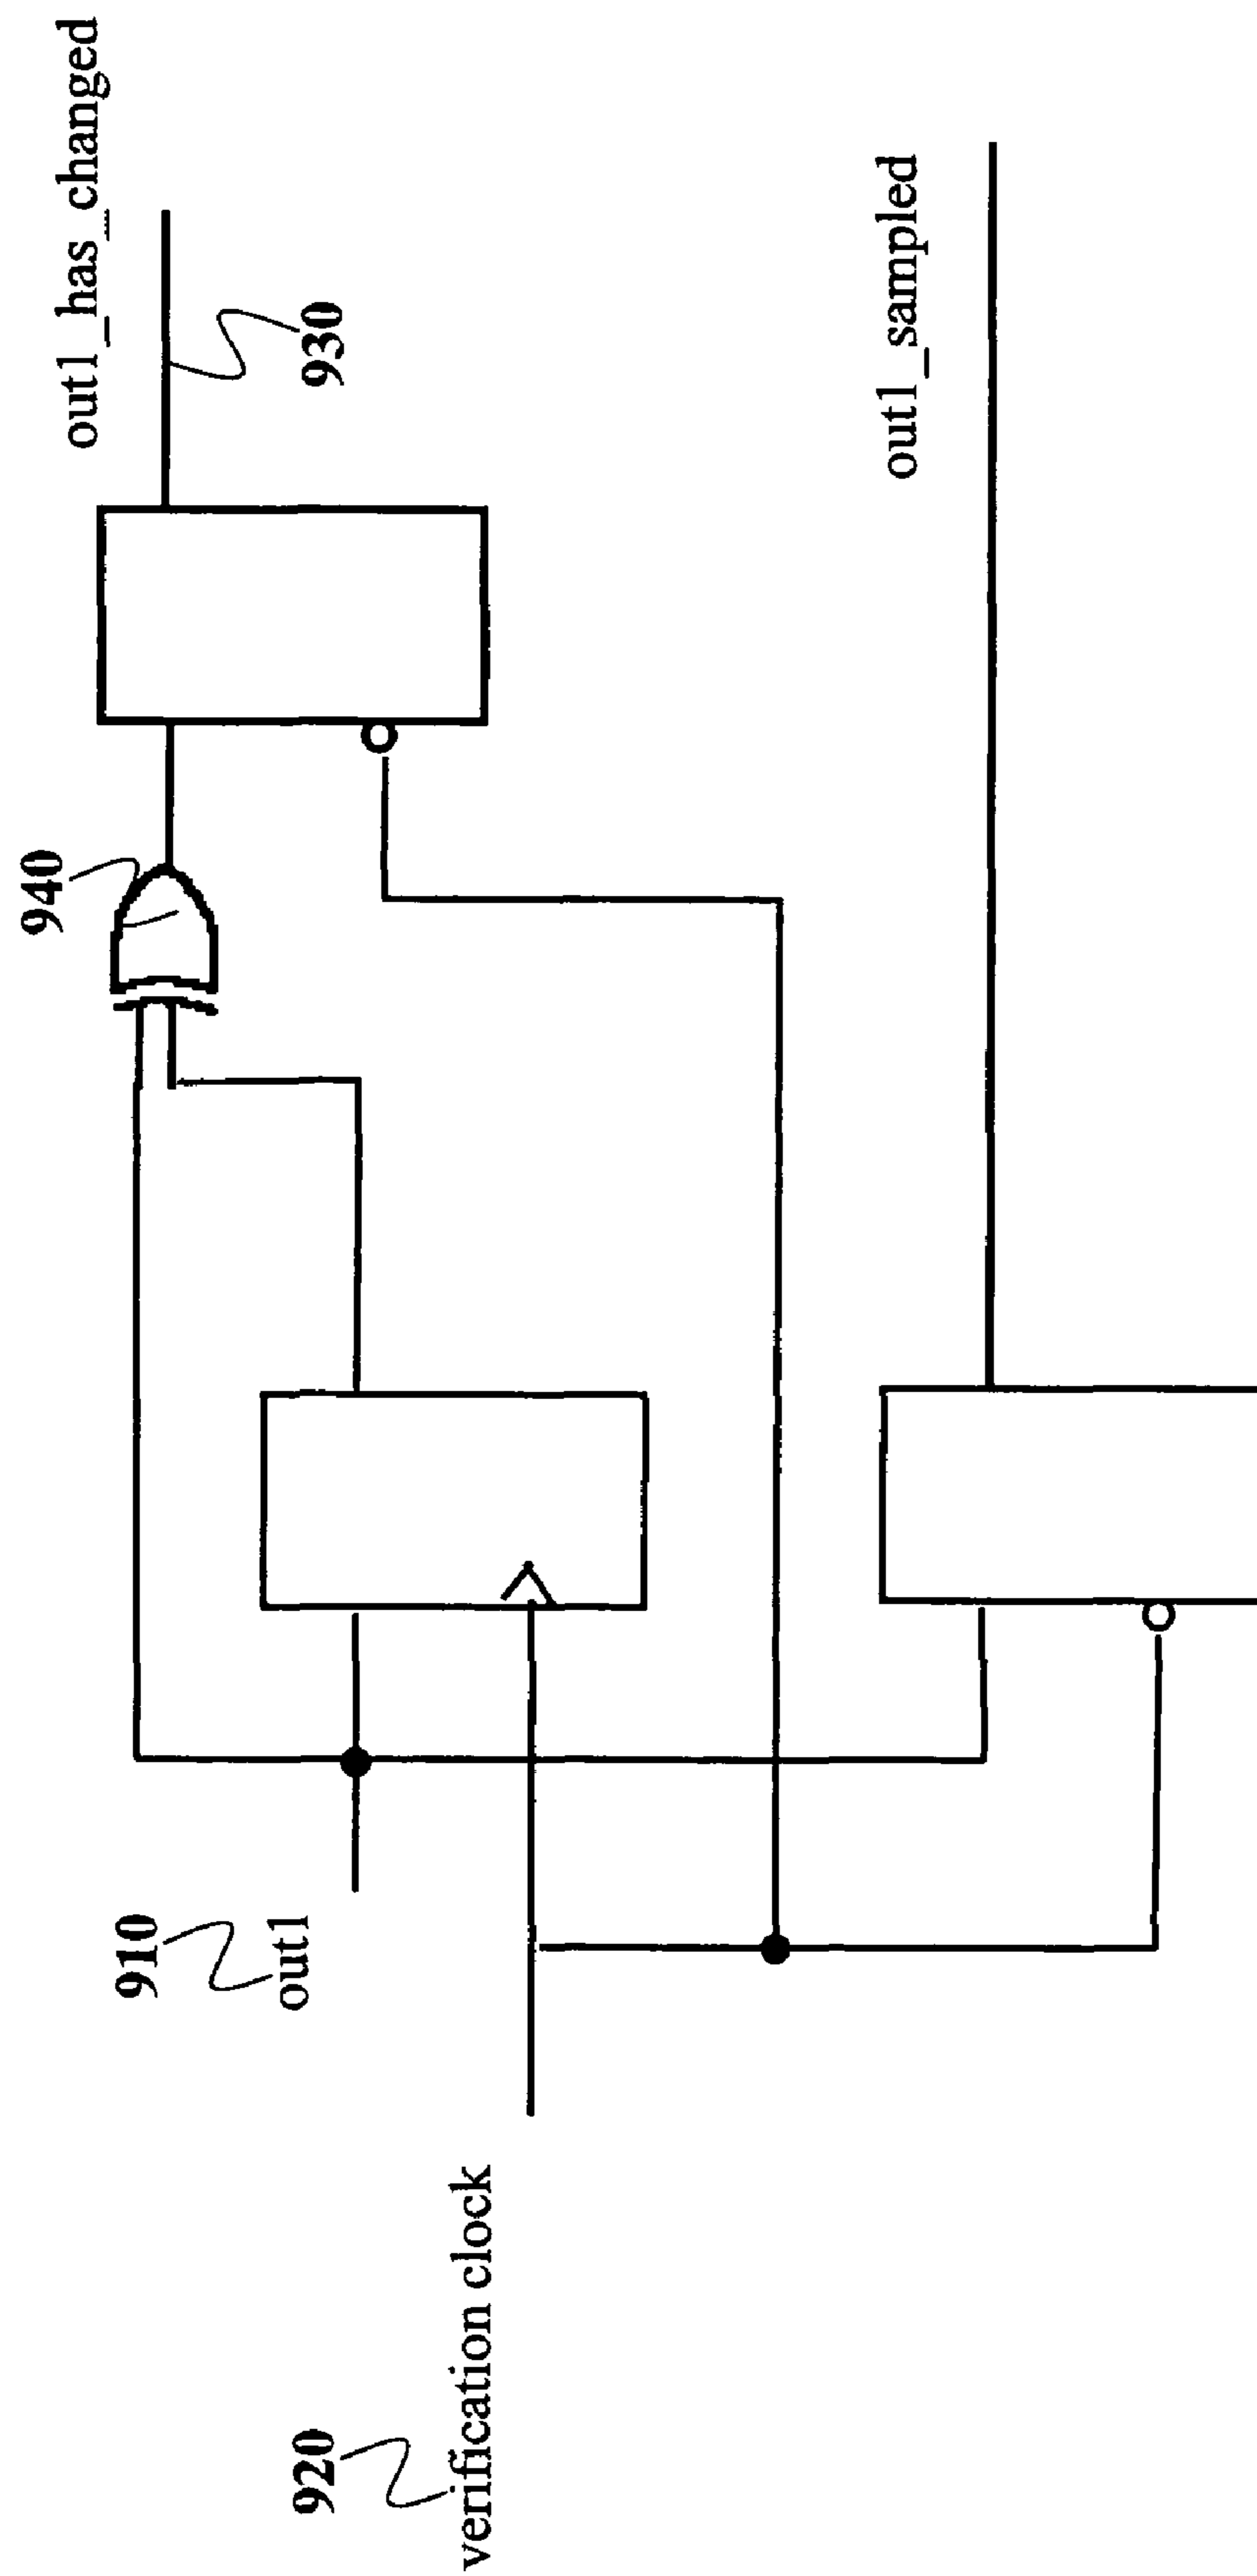 out1_has_changed
940
930
out1_sampled
910
out1
920
verification clock